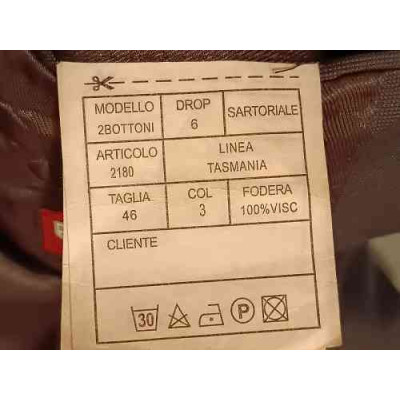 MODELLO DROP SARTORIALE
2BOTTONI 6
ARTICOLO LINEA
2180 TASMANIA
TAGLIA COL FODERA
46 3 100%VISC
CLIENTE
30 P